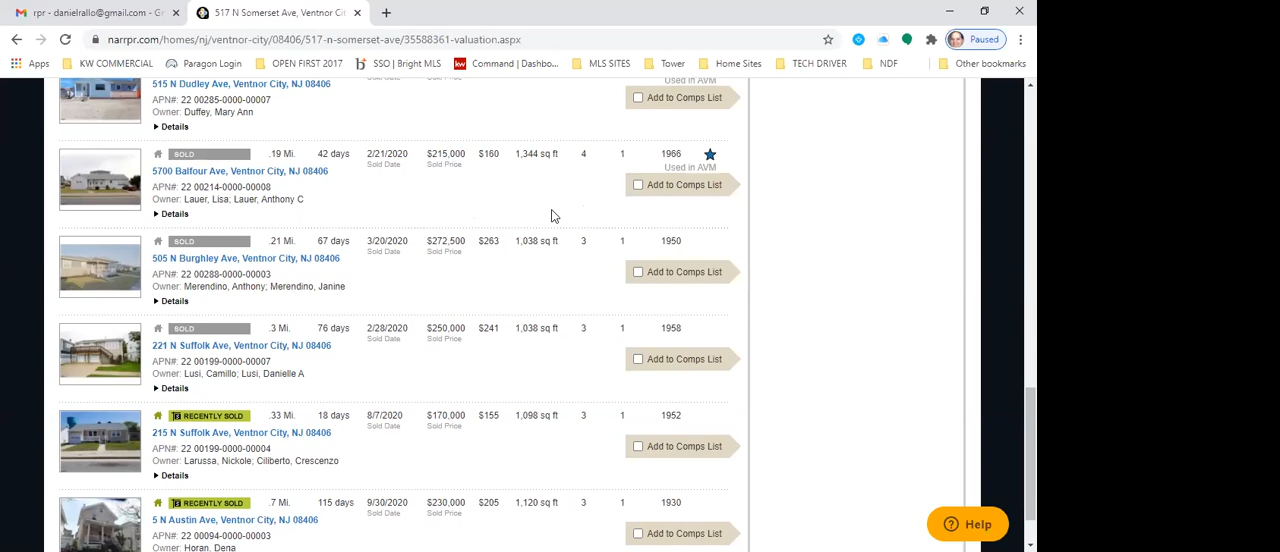 rpr - danielrallo@gmail.com - G
517 N Somerset Ave, Ventnor Cit
narrpr.com/homes/nj/ventnor-city/08406/517-n-somerset-ave/35588361-valuation.aspx
Paused
Apps KW COMMERCIAL Paragon Login OPEN FIRST 2017 SSO | Bright MLS Command | Dashbo... MLS SITES Tower Home Sites TECH DRIVER NDF Other bookmarks
Used in AVM
515 N Dudley Ave, Ventnor City, NJ 08406
Add to Comps List
APN#: 22 00285-0000-00007
Owner: Duffey, Mary Ann
Details
SOLD .19 Mi. 42 days 2/21/2020 $215,000 $160 1,344 sq ft 4 1 1966
Sold Date Sold Price Used in AVM
5700 Balfour Ave, Ventnor City, NJ 08406
Add to Comps List
APN#: 22 00214-0000-00008
Owner: Lauer, Lisa; Lauer, Anthony C
Details
SOLD .21 Mi. 67 days 3/20/2020 $272,500 $263 1,038 sq ft 3 1 1950
Sold Date Sold Price
505 N Burghley Ave, Ventnor City, NJ 08406
Add to Comps List
APN#: 22 00288-0000-00003
Owner: Merendino, Anthony; Merendino, Janine
Details
SOLD .3 Mi. 76 days 2/28/2020 $250,000 $241 1,038 sq ft 3 1 1958
Sold Date Sold Price
221 N Suffolk Ave, Ventnor City, NJ 08406
Add to Comps List
APN#: 22 00199-0000-00007
Owner: Lusi, Camillo; Lusi, Danielle A
Details
RECENTLY SOLD .33 Mi. 18 days 8/7/2020 $170,000 $155 1,098 sq ft 3 1 1952
Sold Date Sold Price
215 N Suffolk Ave, Ventnor City, NJ 08406
Add to Comps List
APN#: 22 00199-0000-00004
Owner: Larussa, Nickole; Ciliberto, Crescenzo
Details
RECENTLY SOLD .7 Mi. 115 days 9/30/2020 $230,000 $205 1,120 sq ft 3 1 1930
Sold Date Sold Price
5 N Austin Ave, Ventnor City, NJ 08406
Add to Comps List
APN#: 22 00094-0000-00003
Owner: Horan, Dena
Help